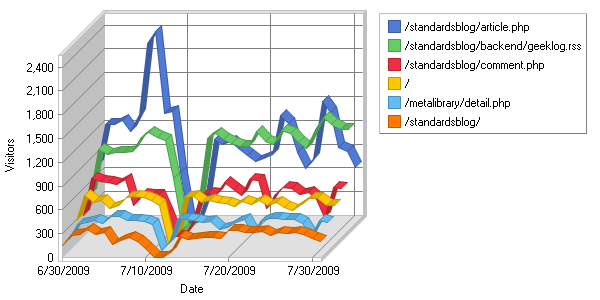 /standardsblog/article.php
/standardsblog/backend/geeklog.rss
/standardsblog/comment.php
/
/metalibrary/detail.php
/standardsblog/
2,400
2,100
1,800
1,500
1,200
900
600
300
0
Visitors
6/30/2009 7/10/2009 7/20/2009 7/30/2009
Date